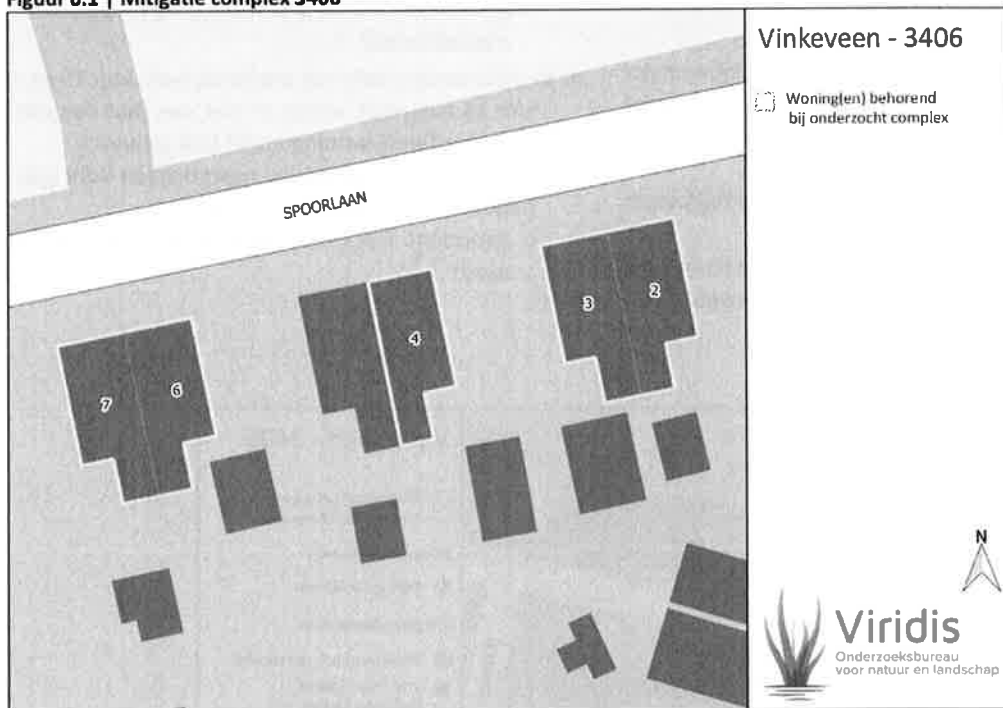 Figuur 6.1 | Mitigatie complex 3406
Vinkeveen - 3406
Woning(en) behorend
bij onderzocht complex
SPOORLAAN
3
2
4
7
6
N
Viridis
Onderzoeksbureau
voor natuur en landschap